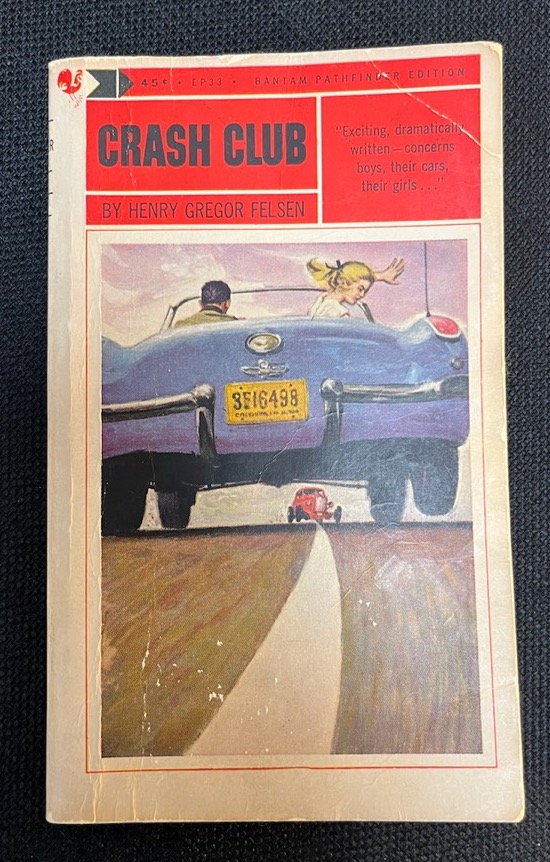 45¢ • EP33 • BANTAM PATHFINDER EDITION
CRASH CLUB
"Exciting, dramatically
written—concerns
boys, their cars,
their girls . . ."
BY HENRY GREGOR FELSEN
3E16498